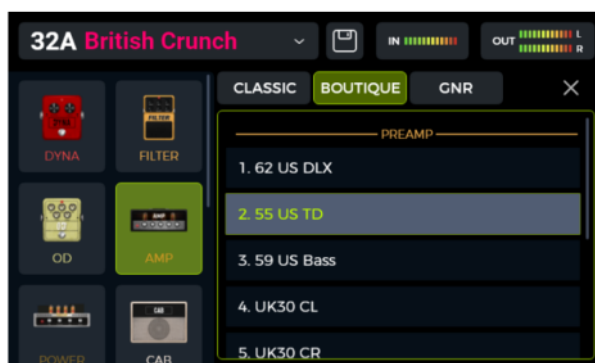 32A British Crunch
IN
OUT
L
R
CLASSIC
BOUTIQUE
GNR
DYNA
FILTER
OD
AMP
POWER
CAB
PREAMP
1. 62 US DLX
2. 55 US TD
3. 59 US Bass
4. UK30 CL
5. UK30 CR